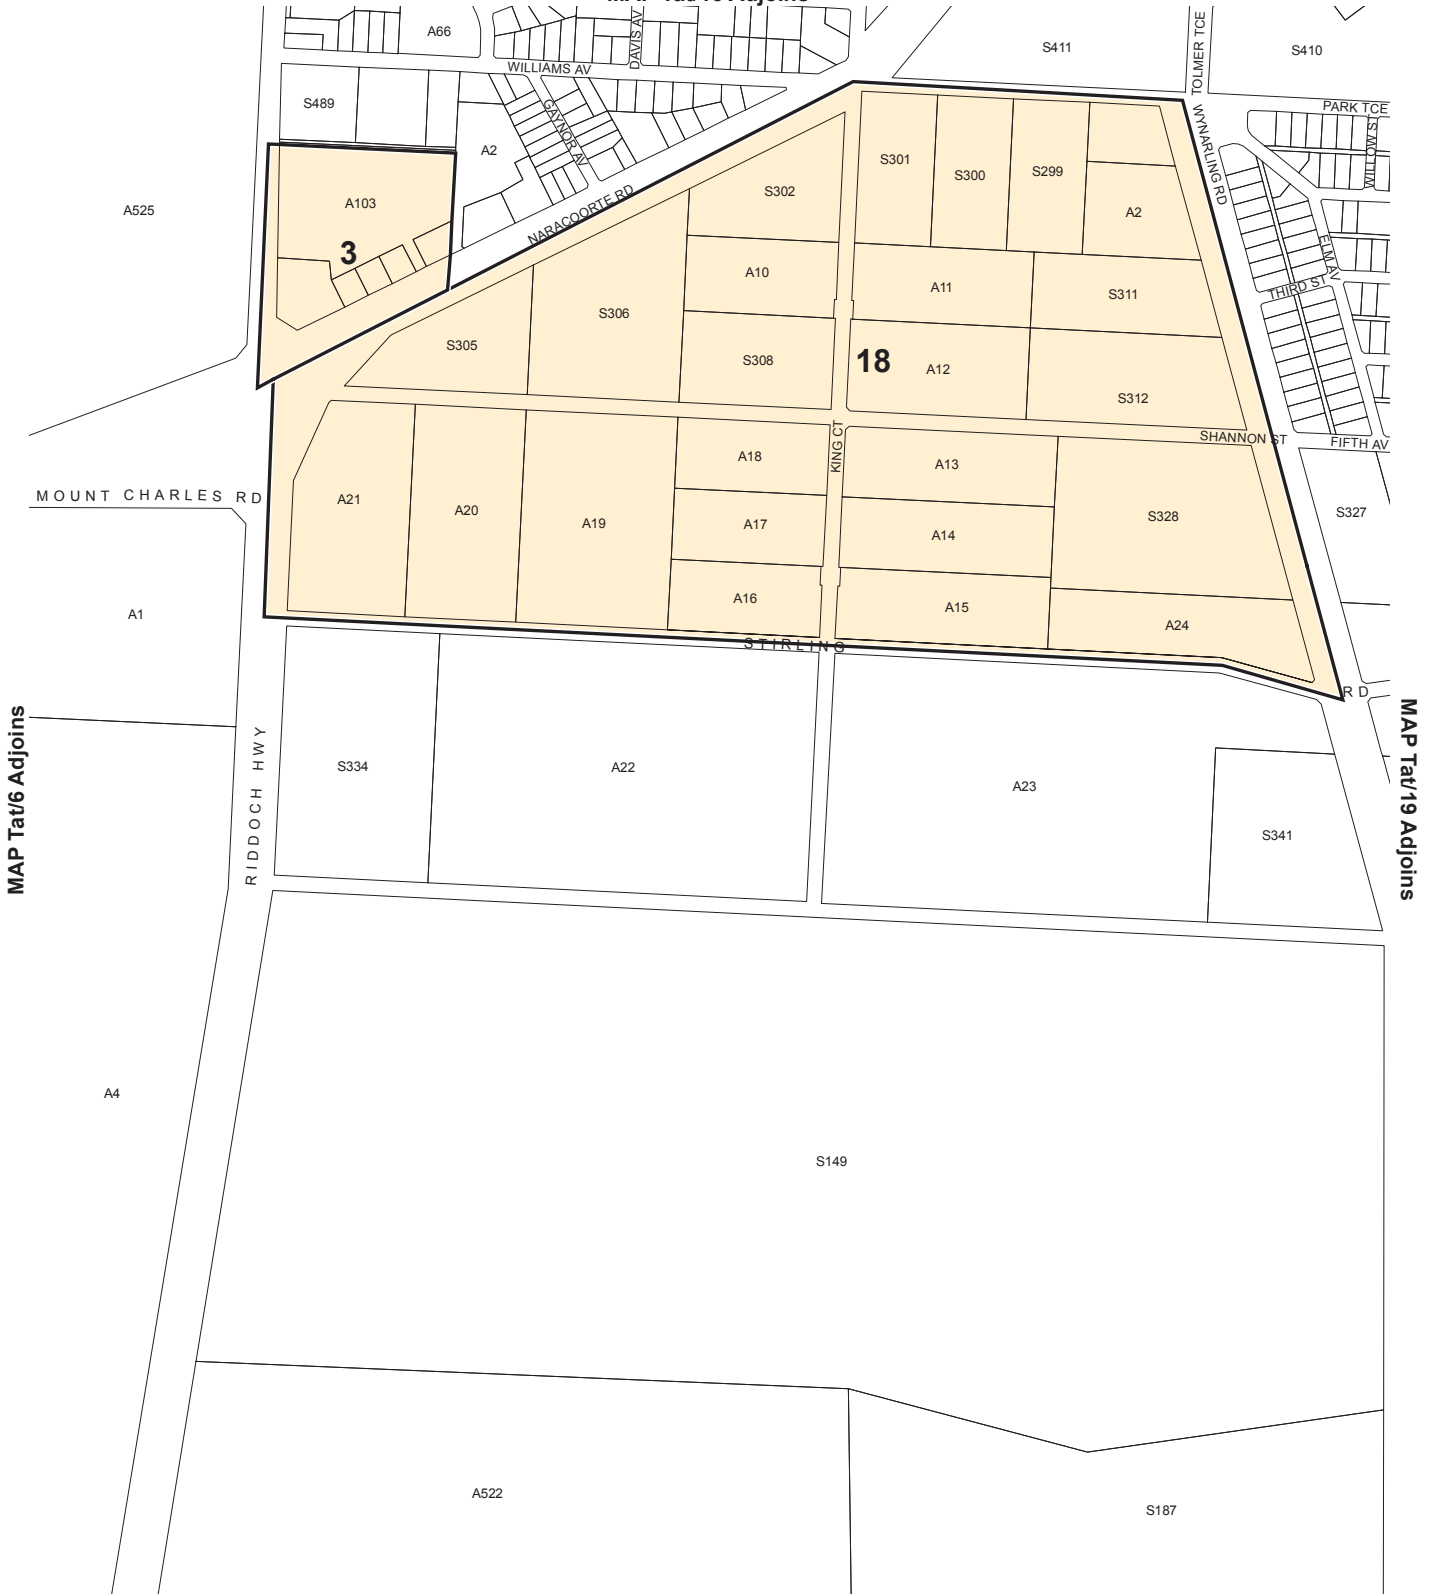 A66
S411
S410
DAVIS AV
TOLMER TCE
WILLIAMS AV
S489
GAYNOR AV
PARK TCE
WILLOW ST
WYNARLING RD
A2
A525
A103
3
NARACOORTE RD
S302
S301
S300
S299
A2
ELM AV
THIRD ST
A10
A11
S311
S306
S305
S308
18
A12
S312
KING CT
SHANNON ST
FIFTH AV
MOUNT CHARLES RD
A21
A20
A19
A18
A17
A16
A13
A14
A15
S328
S327
A24
A1
STIRLING
RD
MAP Tat/6 Adjoins
MAP Tat/19 Adjoins
RIDDOCH HWY
S334
A22
A23
S341
A4
S149
A522
S187